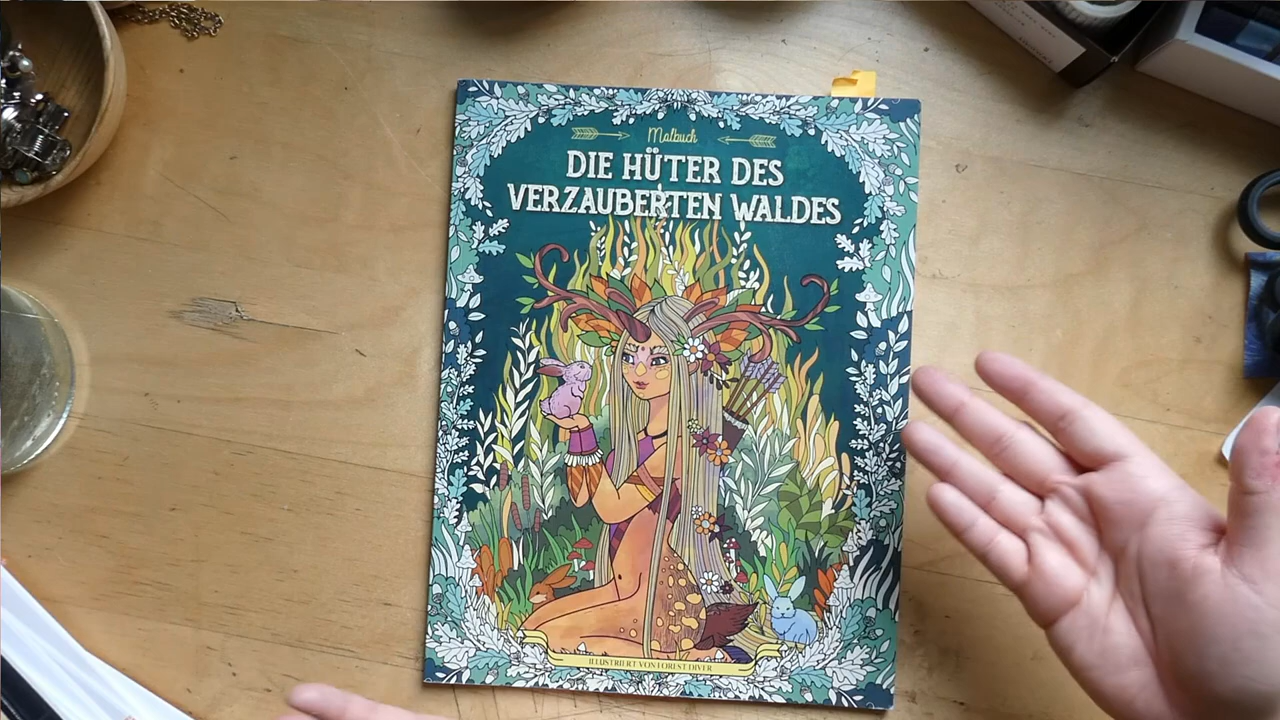 Malbuch
DIE HÜTER DES
VERZAUBERTEN WALDES
ILLUSTRIERT VON FOREST DIVER